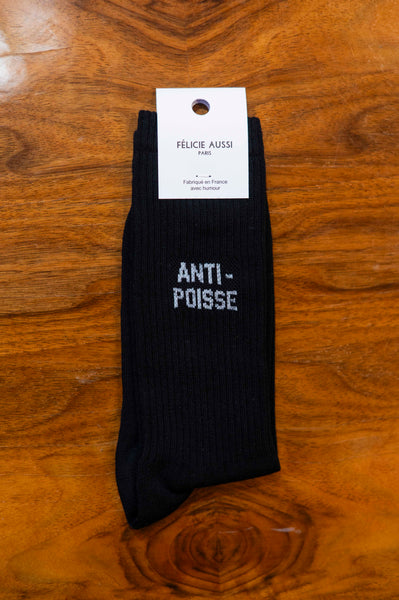 FÉLICIE AUSSI
PARIS
Fabriqué en France
avec humour
ANTI-
POISSE